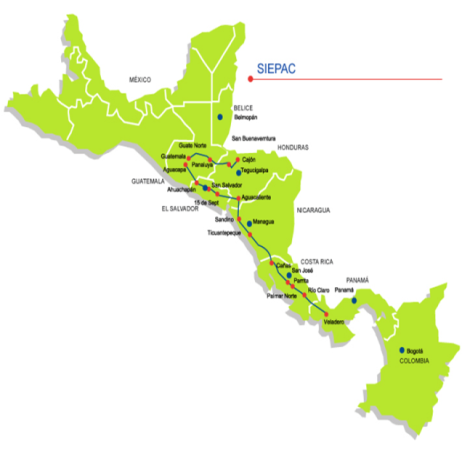 SIEPAC
MÉXICO
BELICE
Belmopán
San Buenaventura
Guate Norte
HONDURAS
Guatemala
Panaluya
Cajón
Aguacapa
Tegucigalpa
GUATEMALA
Ahuachapán
San Salvador
15 de Sept
Aguacaliente
EL SALVADOR
NICARAGUA
Sandino
Managua
Ticuantepeque
Cañas
COSTA RICA
San José
PANAMÁ
Parrita
Río Claro
Panamá
Palmar Norte
Veladero
Bogotá
COLOMBIA